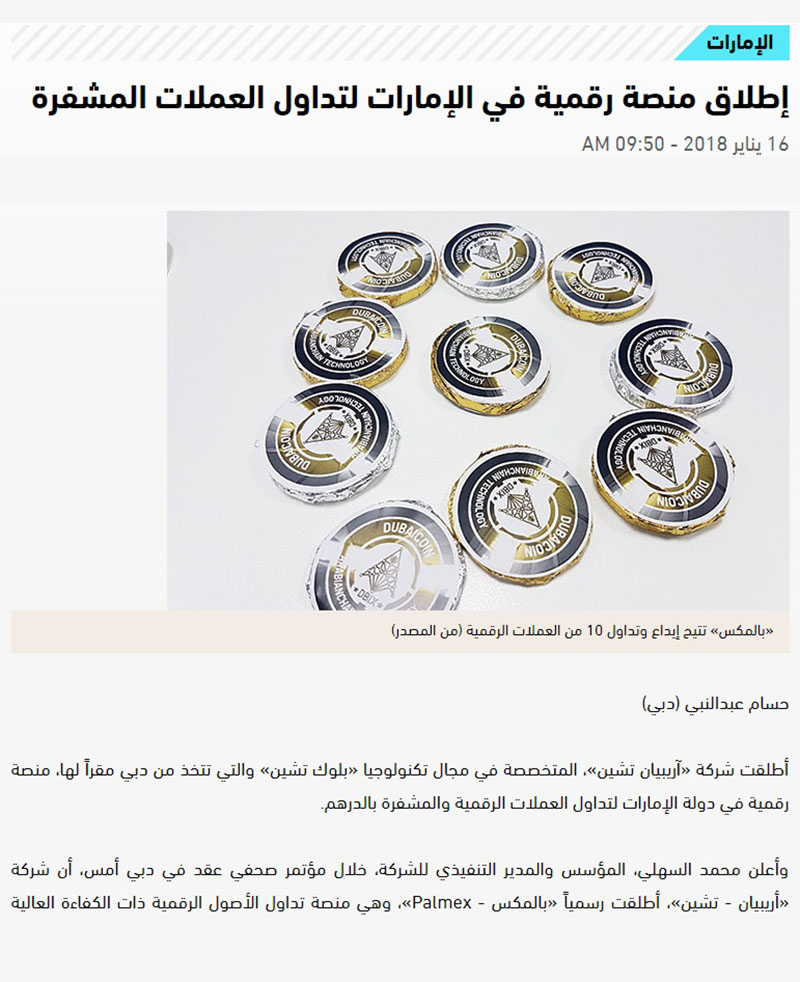 الإمارات
إطلاق منصة رقمية في الإمارات لتداول العملات المشفرة
16 يناير 2018 - 09:50 AM
DUBAICOIN
ARABIANCHAIN TECHNOLOGY
DBIX
«بالمكس» تتيح إيداع وتداول 10 من العملات الرقمية (من المصدر)
حسام عبدالنبي (دبي)
أطلقت شركة «آريبيان تشين»، المتخصصة في مجال تكنولوجيا «بلوك تشين» والتي تتخذ من دبي مقراً لها، منصة
رقمية في دولة الإمارات لتداول العملات الرقمية والمشفرة بالدرهم.
وأعلن محمد السهلي، المؤسس والمدير التنفيذي للشركة، خلال مؤتمر صحفي عقد في دبي أمس، أن شركة
«أريبيان - تشين»، أطلقت رسمياً «بالمكس - Palmex»، وهي منصة تداول الأصول الرقمية ذات الكفاءة العالية